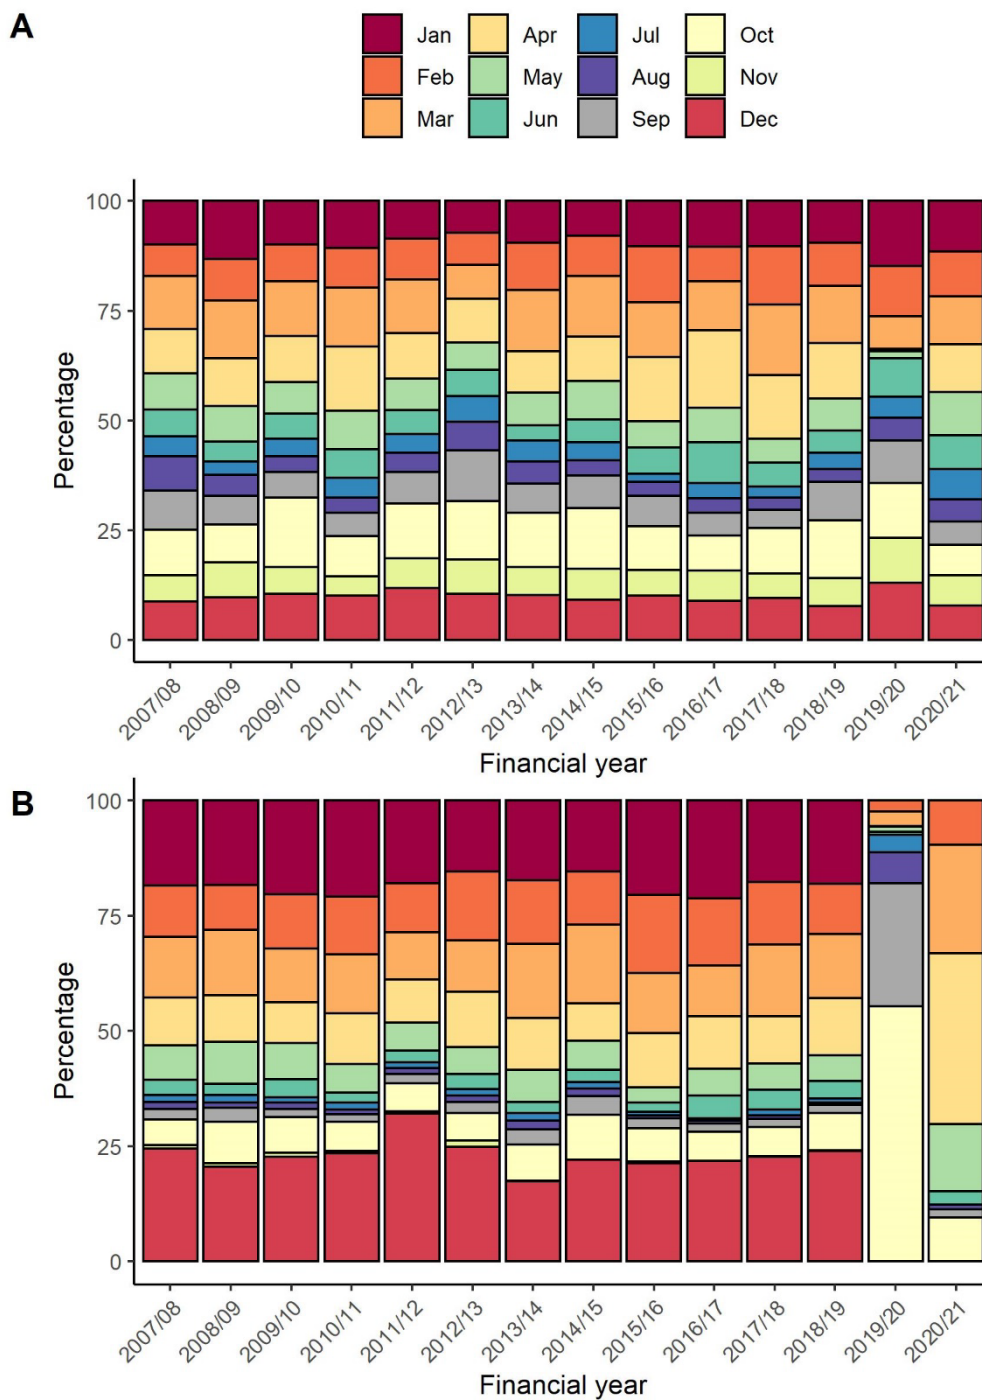 A
Jan Apr Jul Oct
Feb May Aug Nov
Mar Jun Sep Dec
Percentage
100
75
50
25
0
2007/08 2008/09 2009/10 2010/11 2011/12 2012/13 2013/14 2014/15 2015/16 2016/17 2017/18 2018/19 2019/20 2020/21
Financial year
B
Percentage
100
75
50
25
0
2007/08 2008/09 2009/10 2010/11 2011/12 2012/13 2013/14 2014/15 2015/16 2016/17 2017/18 2018/19 2019/20 2020/21
Financial year